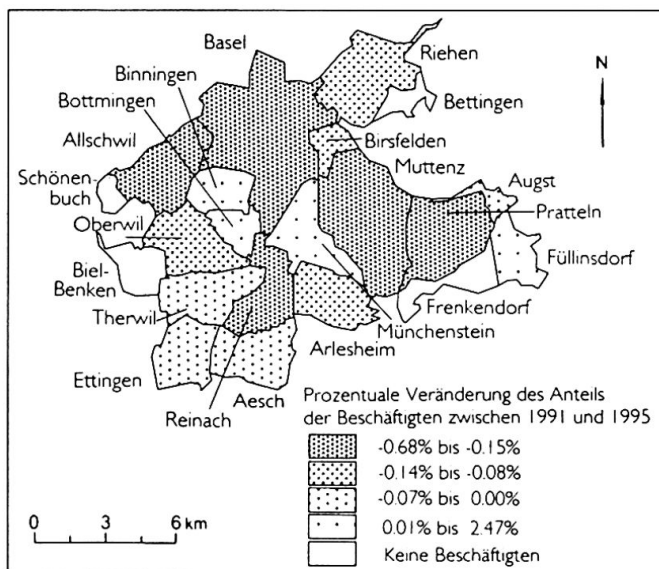 Basel
Riehen
Binningen
N
Bottmingen
Bettingen
Allschwil
Birsfelden
Muttenz
Schönen-
buch
Augst
Pratteln
Oberwil
Füllinsdorf
Biel-
Benken
Frenkendorf
Therwil
Münchenstein
Arlesheim
Ettingen
Aesch
Reinach
Prozentuale Veränderung des Anteils
der Beschäftigten zwischen 1991 und 1995
-0.68% bis -0.15%
-0.14% bis -0.08%
-0.07% bis 0.00%
0.01% bis 2.47%
Keine Beschäftigten
0 3 6 km